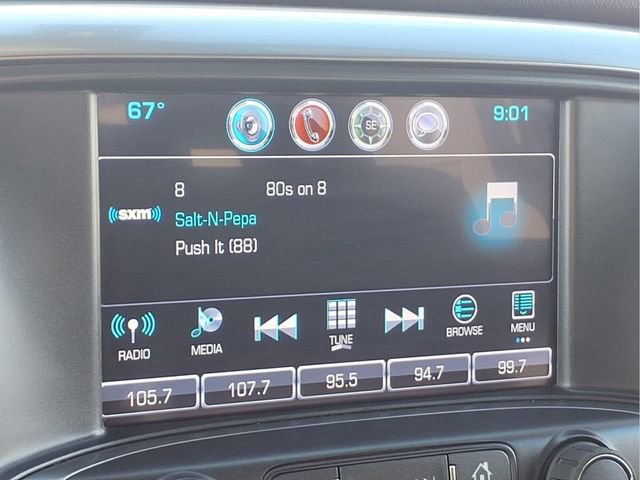 67° SE 9:01
8 80s on 8
((sxm))
Salt-N-Pepa
Push It (88)
RADIO MEDIA TUNE BROWSE MENU
105.7 107.7 95.5 94.7 99.7